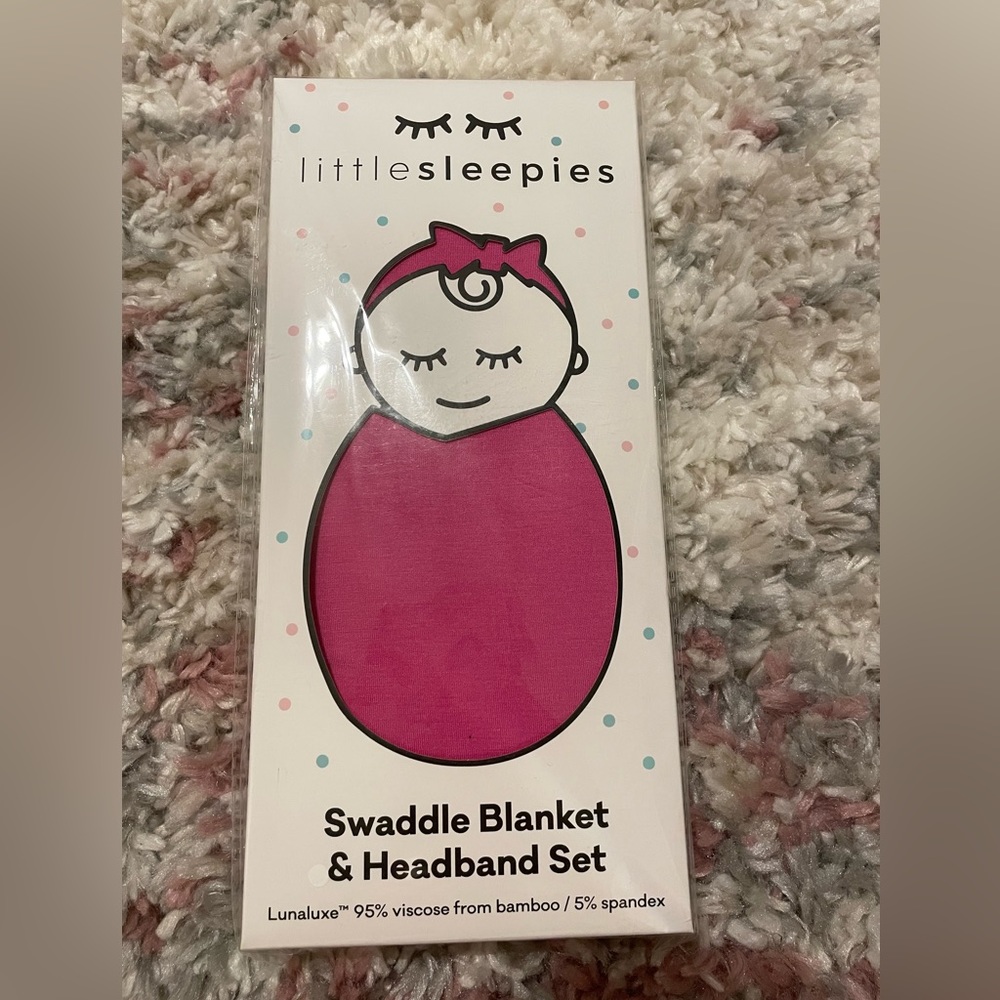 littlesleepies
Swaddle Blanket
& Headband Set
Lunaluxe™ 95% viscose from bamboo / 5% spandex